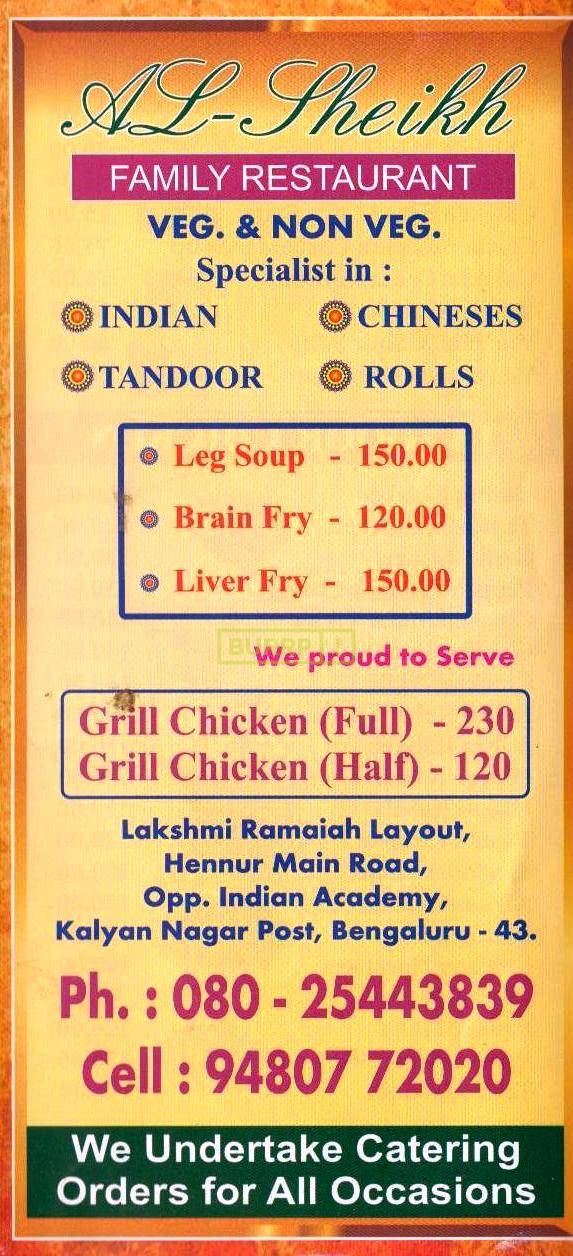 AL-Sheikh
FAMILY RESTAURANT
VEG. & NON VEG.
Specialist in :
INDIAN CHINESES
TANDOOR ROLLS
Leg Soup - 150.00
Brain Fry - 120.00
Liver Fry - 150.00
We proud to Serve
Grill Chicken (Full) - 230
Grill Chicken (Half) - 120
Lakshmi Ramaiah Layout,
Hennur Main Road,
Opp. Indian Academy,
Kalyan Nagar Post, Bengaluru - 43.
Ph. : 080 - 25443839
Cell : 94807 72020
We Undertake Catering
Orders for All Occasions